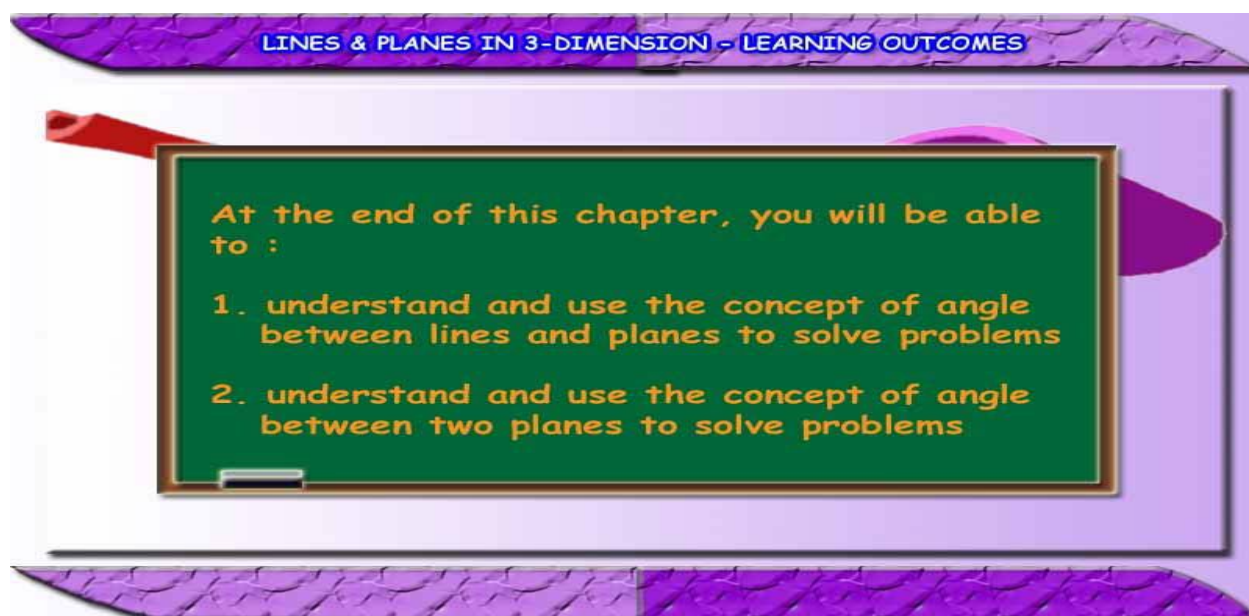 LINES & PLANES IN 3-DIMENSION - LEARNING OUTCOMES
At the end of this chapter, you will be able
to :
1. understand and use the concept of angle
between lines and planes to solve problems
2. understand and use the concept of angle
between two planes to solve problems